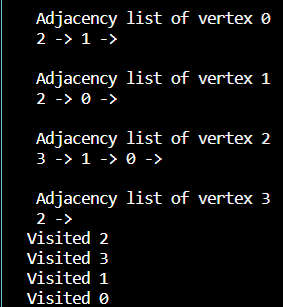 Adjacency list of vertex 0
2 -> 1 ->
Adjacency list of vertex 1
2 -> 0 ->
Adjacency list of vertex 2
3 -> 1 -> 0 ->
Adjacency list of vertex 3
2 ->
Visited 2
Visited 3
Visited 1
Visited 0